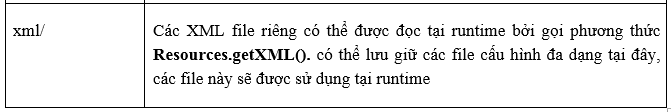 xml/
Các XML file riêng có thể được đọc tại runtime bởi gọi phương thức
Resources.getXML(). có thể lưu giữ các file cấu hình đa dạng tại đây,
các file này sẽ được sử dụng tại runtime